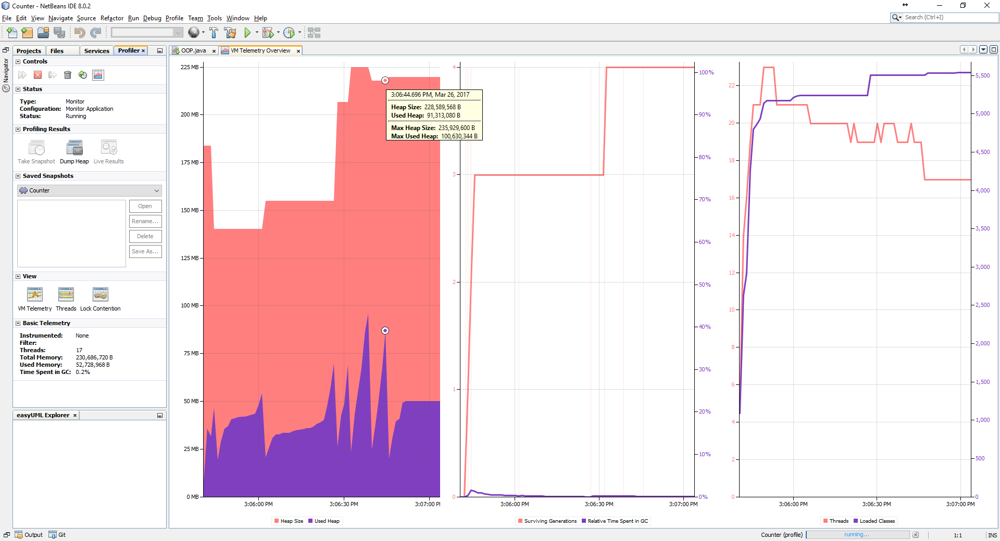 Counter - NetBeans IDE 8.0.2
File Edit View Navigate Source Refactor Run Debug Profile Team Tools Window Help
Search (Ctrl+I)
Navigator
Projects Files Services Profiler
Controls
Status
Type: Monitor
Configuration: Monitor Application
Status: Running
Profiling Results
Take Snapshot Dump Heap Live Results
Saved Snapshots
Counter
Open
Rename...
Delete
Save As...
View
VM Telemetry Threads Lock Contention
Basic Telemetry
Instrumented: None
Filter:
Threads: 17
Total Memory: 230,686,720 B
Used Memory: 52,728,968 B
Time Spent in GC: 0.2%
easyUML Explorer
OOP.java VM Telemetry Overview
225 MB
200 MB
175 MB
150 MB
125 MB
100 MB
75 MB
50 MB
25 MB
0 MB
3:06:00 PM 3:06:30 PM 3:07:00 PM
Heap Size Used Heap
3:06:44.696 PM, Mar 26, 2017
Heap Size: 228,589,568 B
Used Heap: 91,313,080 B
Max Heap Size: 235,929,600 B
Max Used Heap: 100,630,344 B
4
3
2
1
0
100%
90%
80%
70%
60%
50%
40%
30%
20%
10%
0%
3:06:00 PM 3:06:30 PM 3:07:00 PM
Surviving Generations Relative Time Spent in GC
22
20
18
16
14
12
10
8
6
4
2
0
5,500
5,000
4,500
4,000
3,500
3,000
2,500
2,000
1,500
1,000
500
0
3:06:00 PM 3:06:30 PM 3:07:00 PM
Threads Loaded Classes
Output Git
Counter (profile) running... 1:1 INS